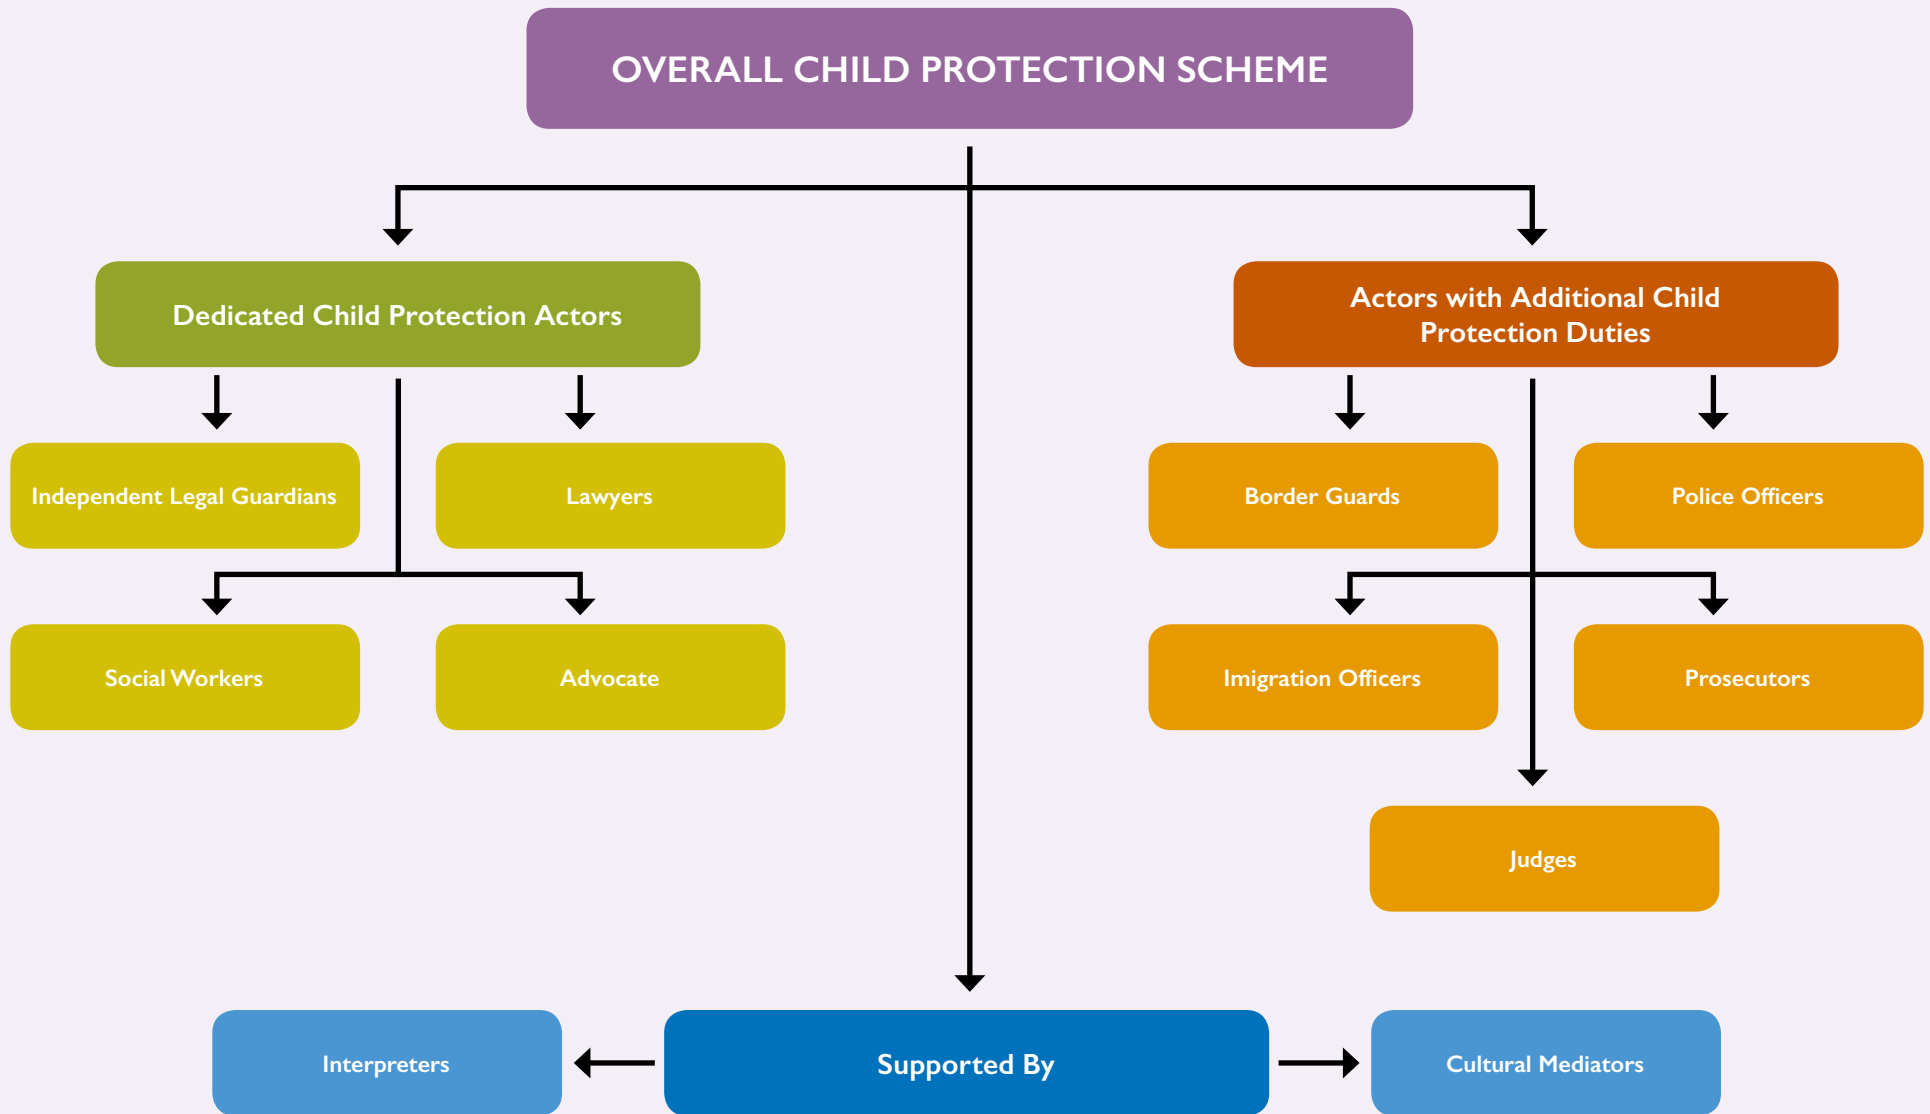 OVERALL CHILD PROTECTION SCHEME
Dedicated Child Protection Actors
Actors with Additional Child
Protection Duties
Independent Legal Guardians
Lawyers
Border Guards
Police Officers
Social Workers
Advocate
Imigration Officers
Prosecutors
Judges
Interpreters
Supported By
Cultural Mediators